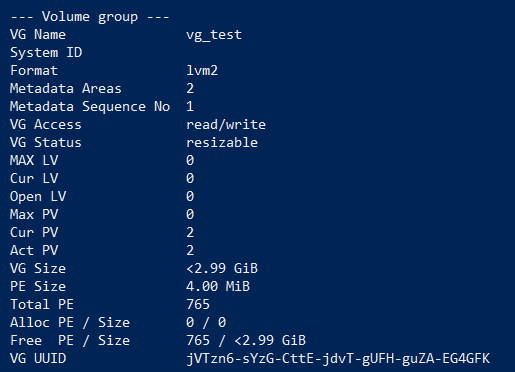 --- Volume group ---
VG Name               vg_test
System ID
Format                lvm2
Metadata Areas        2
Metadata Sequence No  1
VG Access             read/write
VG Status             resizable
MAX LV                0
Cur LV                0
Open LV               0
Max PV                0
Cur PV                2
Act PV                2
VG Size               <2.99 GiB
PE Size               4.00 MiB
Total PE              765
Alloc PE / Size       0 / 0
Free  PE / Size       765 / <2.99 GiB
VG UUID               jVTzn6-sYzG-CttE-jdvT-gUFH-guZA-EG4GFK